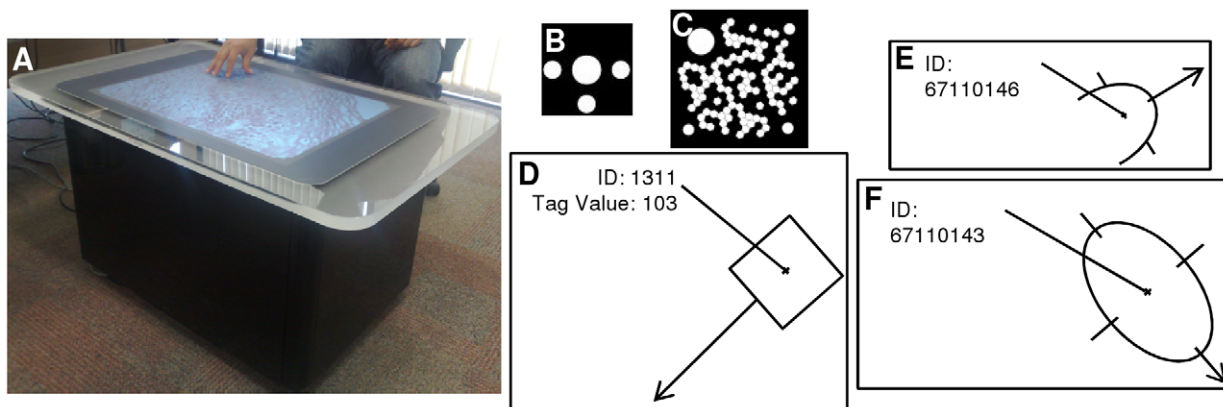 A
B
C
D
ID: 1311
Tag Value: 103
E
ID:
67110146
F
ID:
67110143